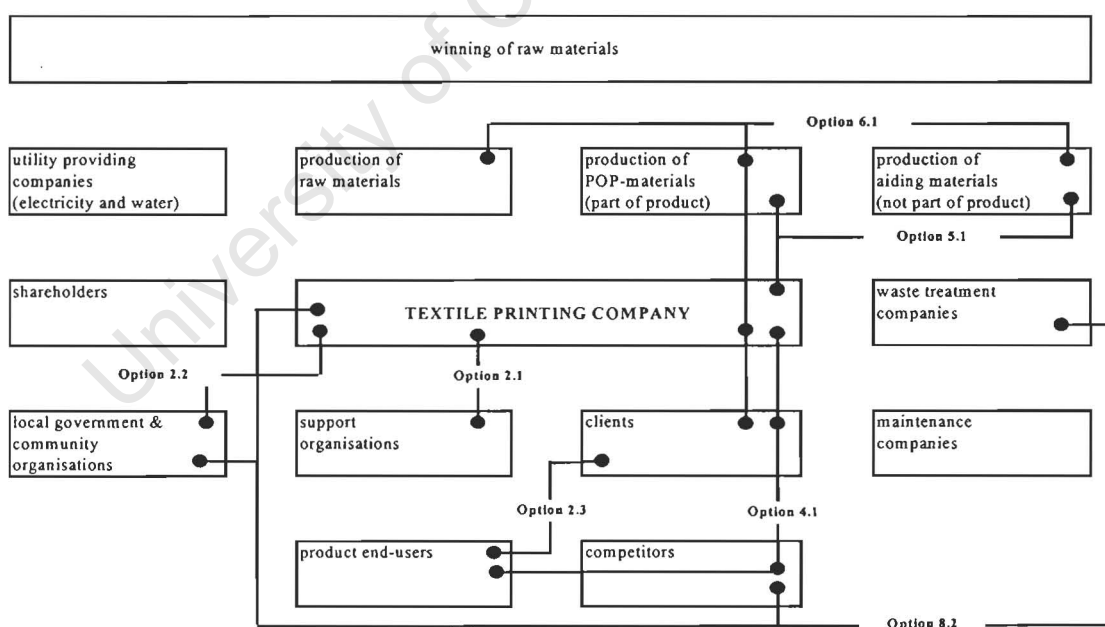 winning of raw materials
Option 6.1
utility providing
companies
(electricity and water)
production of
raw materials
production of
POP-materials
(part of product)
production of
aiding materials
(not part of product)
Option 5.1
shareholders
TEXTILE PRINTING COMPANY
waste treatment
companies
Option 2.2
Option 2.1
local government &
community
organisations
support
organisations
clients
maintenance
companies
Option 2.3
Option 4.1
product end-users
competitors
Option 8.2
University of C